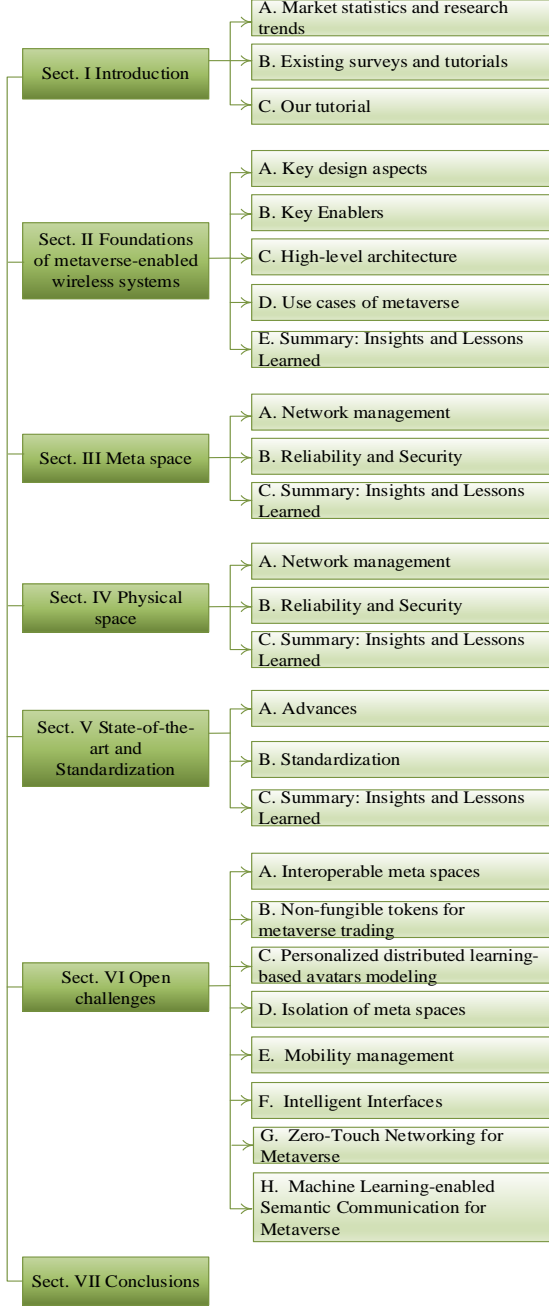 Sect. I Introduction
A. Market statistics and research
trends
B. Existing surveys and tutorials
C. Our tutorial
Sect. II Foundations
of metaverse-enabled
wireless systems
A. Key design aspects
B. Key Enablers
C. High-level architecture
D. Use cases of metaverse
E. Summary: Insights and Lessons
Learned
Sect. III Meta space
A. Network management
B. Reliability and Security
C. Summary: Insights and Lessons
Learned
Sect. IV Physical
space
A. Network management
B. Reliability and Security
C. Summary: Insights and Lessons
Learned
Sect. V State-of-the-
art and
Standardization
A. Advances
B. Standardization
C. Summary: Insights and Lessons
Learned
Sect. VI Open
challenges
A. Interoperable meta spaces
B. Non-fungible tokens for
metaverse trading
C. Personalized distributed learning-
based avatars modeling
D. Isolation of meta spaces
E. Mobility management
F. Intelligent Interfaces
G. Zero-Touch Networking for
Metaverse
H. Machine Learning-enabled
Semantic Communication for
Metaverse
Sect. VII Conclusions